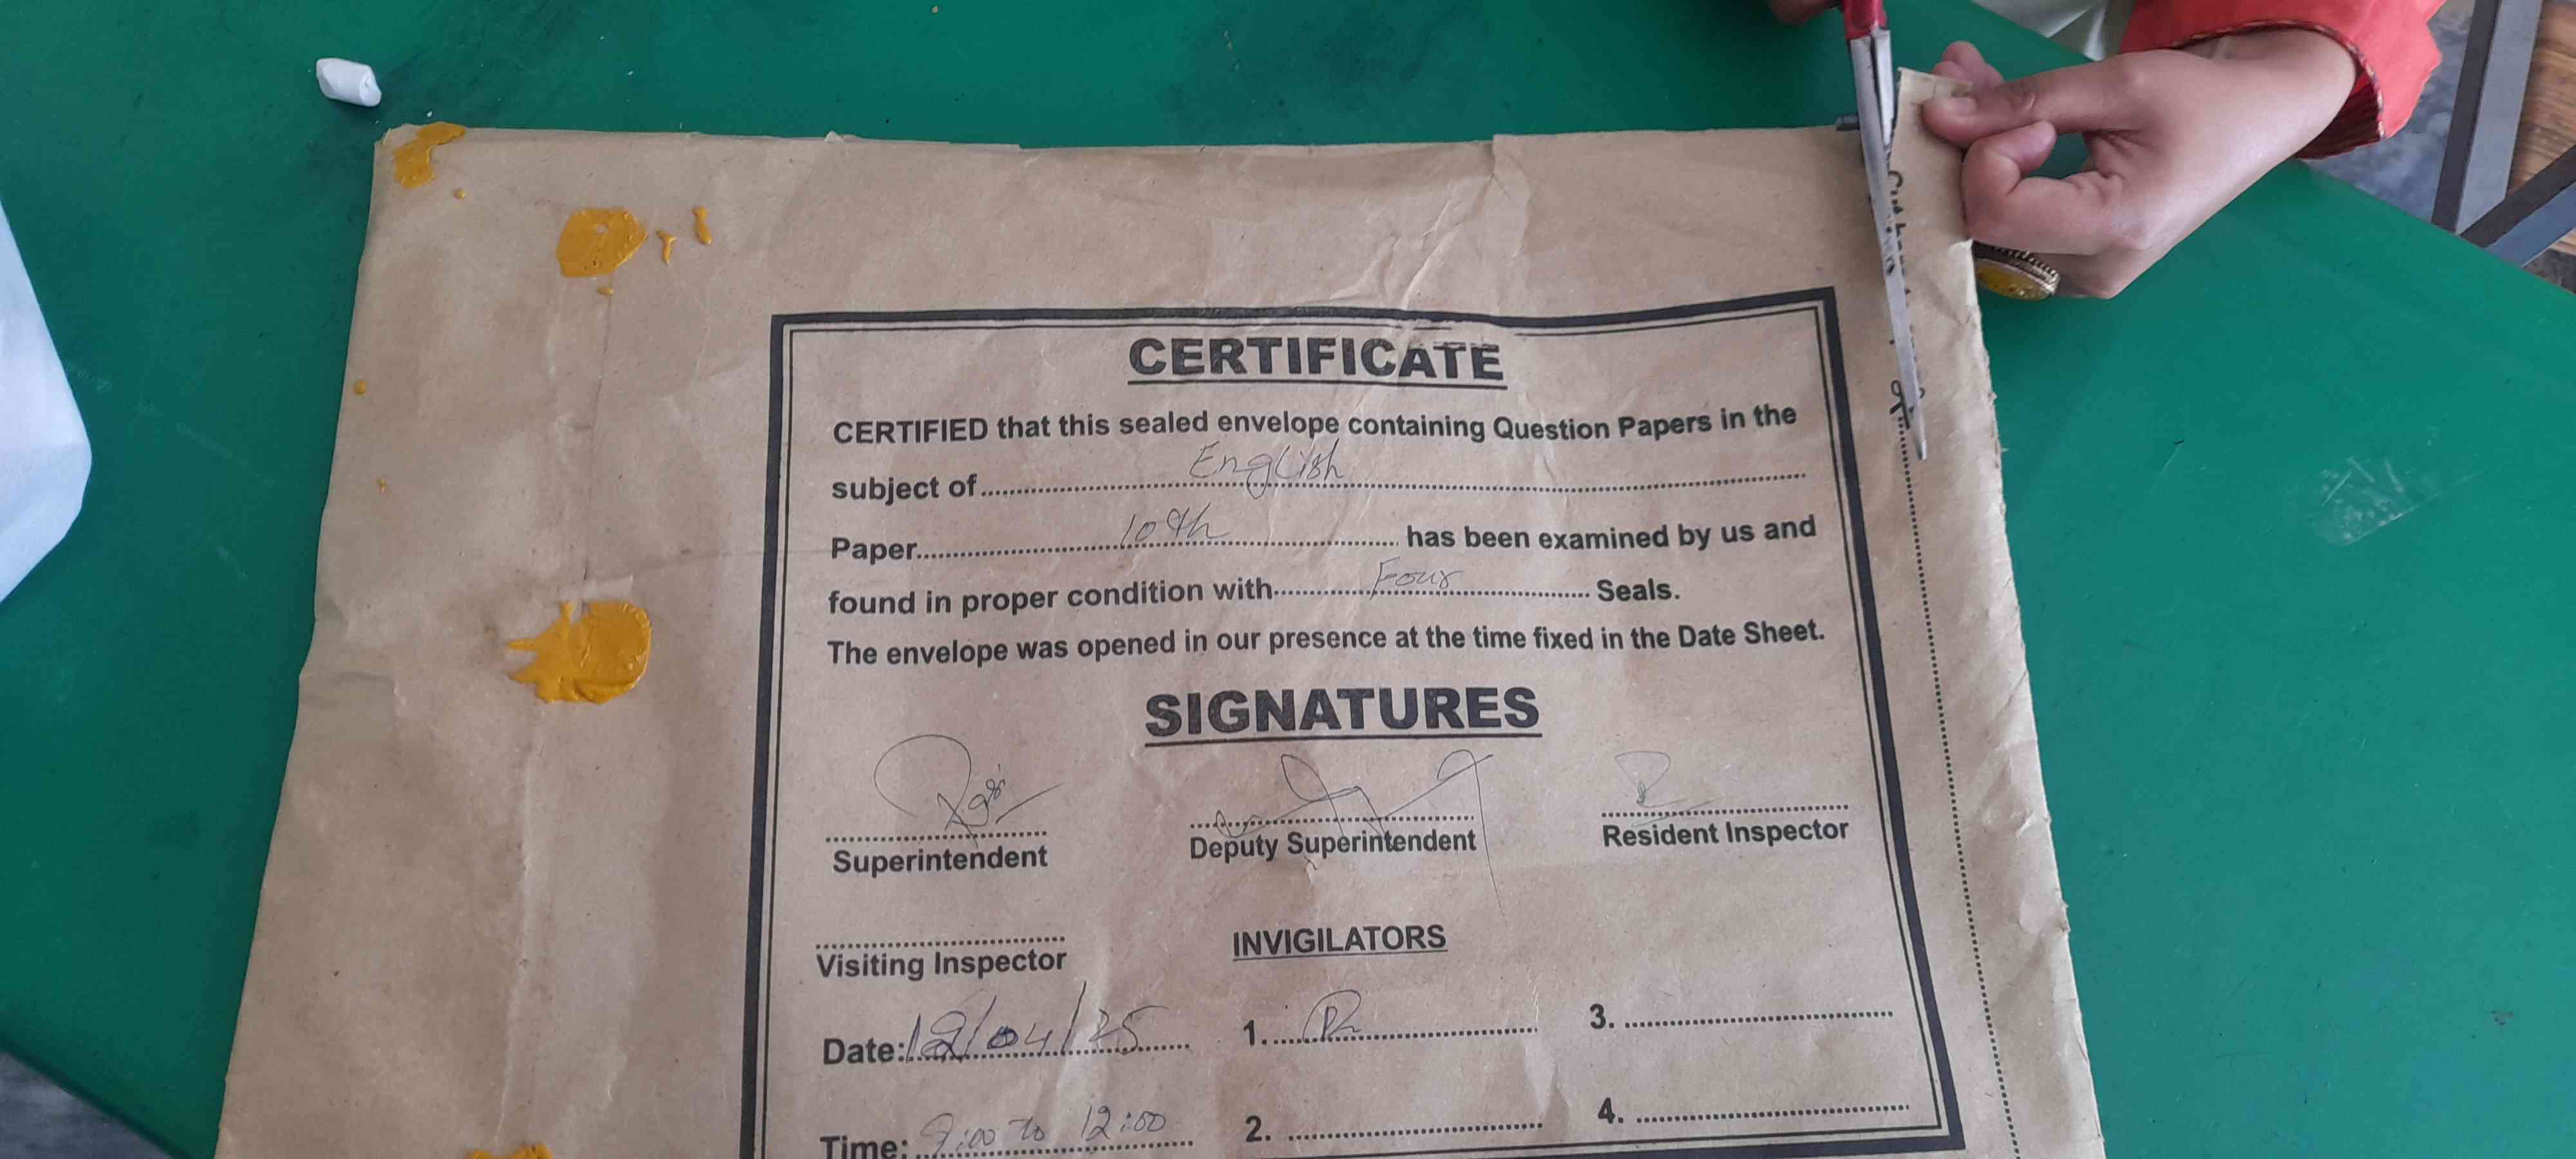 CERTIFICATE
CERTIFIED that this sealed envelope containing Question Papers in the
subject of English
Paper 10th has been examined by us and
found in proper condition with Four Seals.
The envelope was opened in our presence at the time fixed in the Date Sheet.
SIGNATURES
Superintendent Deputy Superintendent Resident Inspector
Visiting Inspector INVIGILATORS
Date: 12/04/25 1. 3.
Time: 9:00 to 12:00 2. 4.